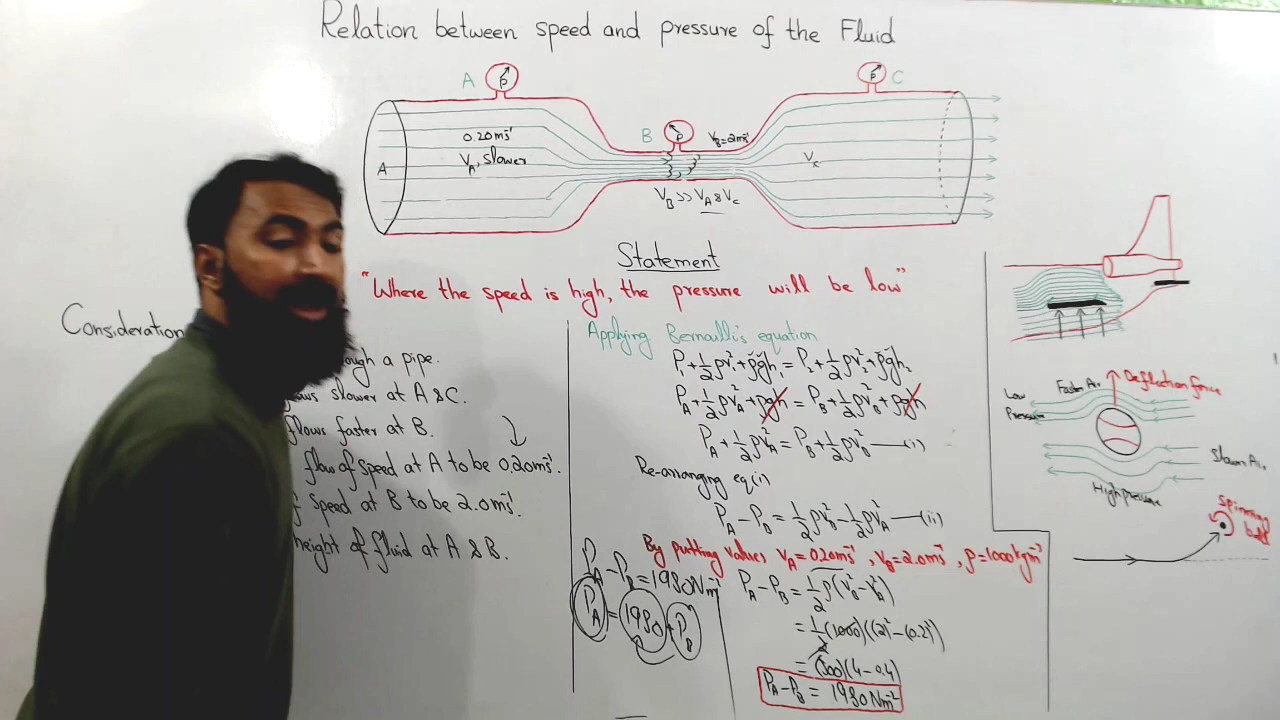 Relation between speed and pressure of the Fluid
A
P
P
C
0.20ms⁻¹
B
P
V_B=2ms⁻¹
A
V_A, slower
V_c
V_B >> V_A & V_c
Statement
"Where the speed is high, the pressure will be low"
Consideration
ough a pipe.
ows slower at A & C.
flows faster at B.
flow of speed at A to be 0.20ms⁻¹.
speed at B to be 2.0ms⁻¹.
height of fluid at A & B.
Applying Bernoulli's equation
P₁+½ρv₁²+ρgh₁=P₂+½ρv₂²+ρgh₂
P_A+½ρv_A²+ρgh=P_B+½ρv_B²+ρgh
P_A+½ρv_A²=P_B+½ρv_B²—(i)
Re-arranging eq(i)
P_A-P_B=½ρv_B²-½ρv_A²—(ii)
By putting values, v_A=0.20ms⁻¹, v_B=2.0ms⁻¹, ρ=1000kgm⁻³
P_A-P_B=½ρ(v_B²-v_A²)
=½(1000)((2)²-(0.2)²)
=(500)(4-0.4)
P_A-P_B=1980Nm⁻²
P_A-P_B=1980Nm⁻²
P_A=1980+P_B
Low
Pressure
Faster Air
Deflection force
Slower Air
High pressure
spinning
ball